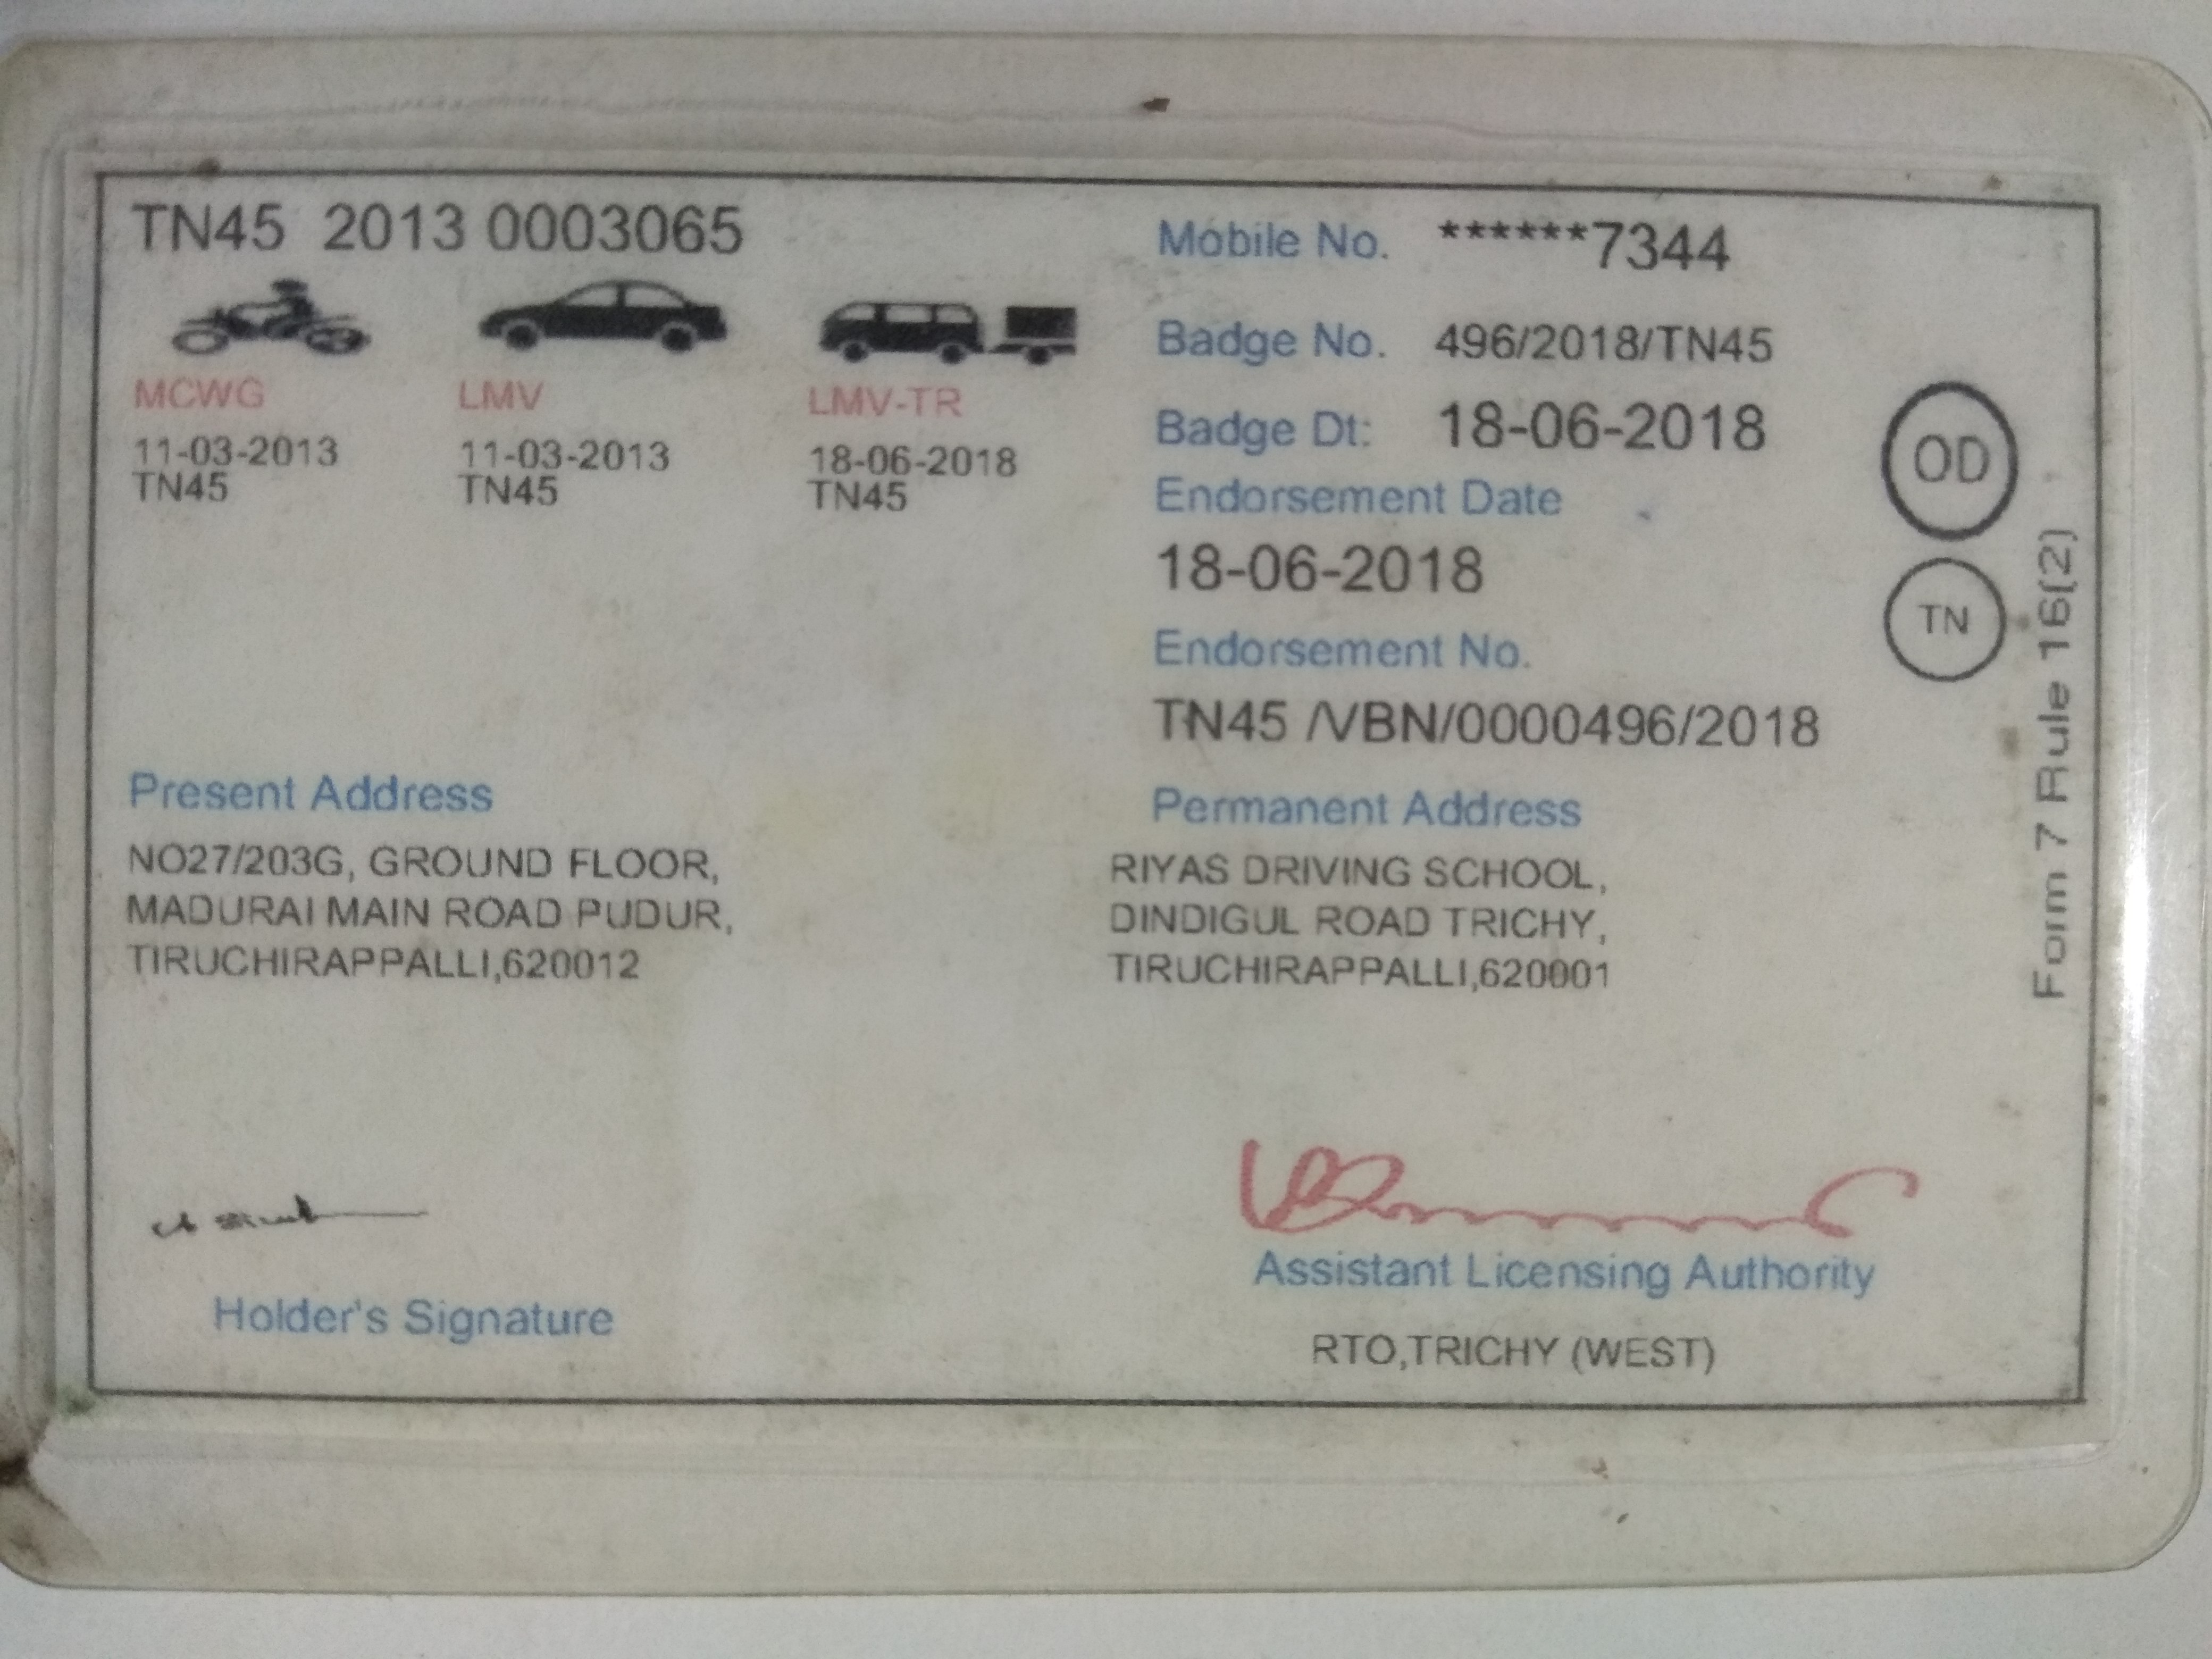 TN45 2013 0003065
MCWG LMV LMV-TR
11-03-2013 11-03-2013 18-06-2018
TN45 TN45 TN45
Mobile No. ******7344
Badge No. 496/2018/TN45
Badge Dt: 18-06-2018
Endorsement Date
18-06-2018
Endorsement No.
TN45 /VBN/0000496/2018
OD
TN
Form 7 Rule 16(2)
Present Address
NO27/203G, GROUND FLOOR,
MADURAI MAIN ROAD PUDUR,
TIRUCHIRAPPALLI,620012
Permanent Address
RIYAS DRIVING SCHOOL,
DINDIGUL ROAD TRICHY,
TIRUCHIRAPPALLI,620001
Holder's Signature
Assistant Licensing Authority
RTO,TRICHY (WEST)